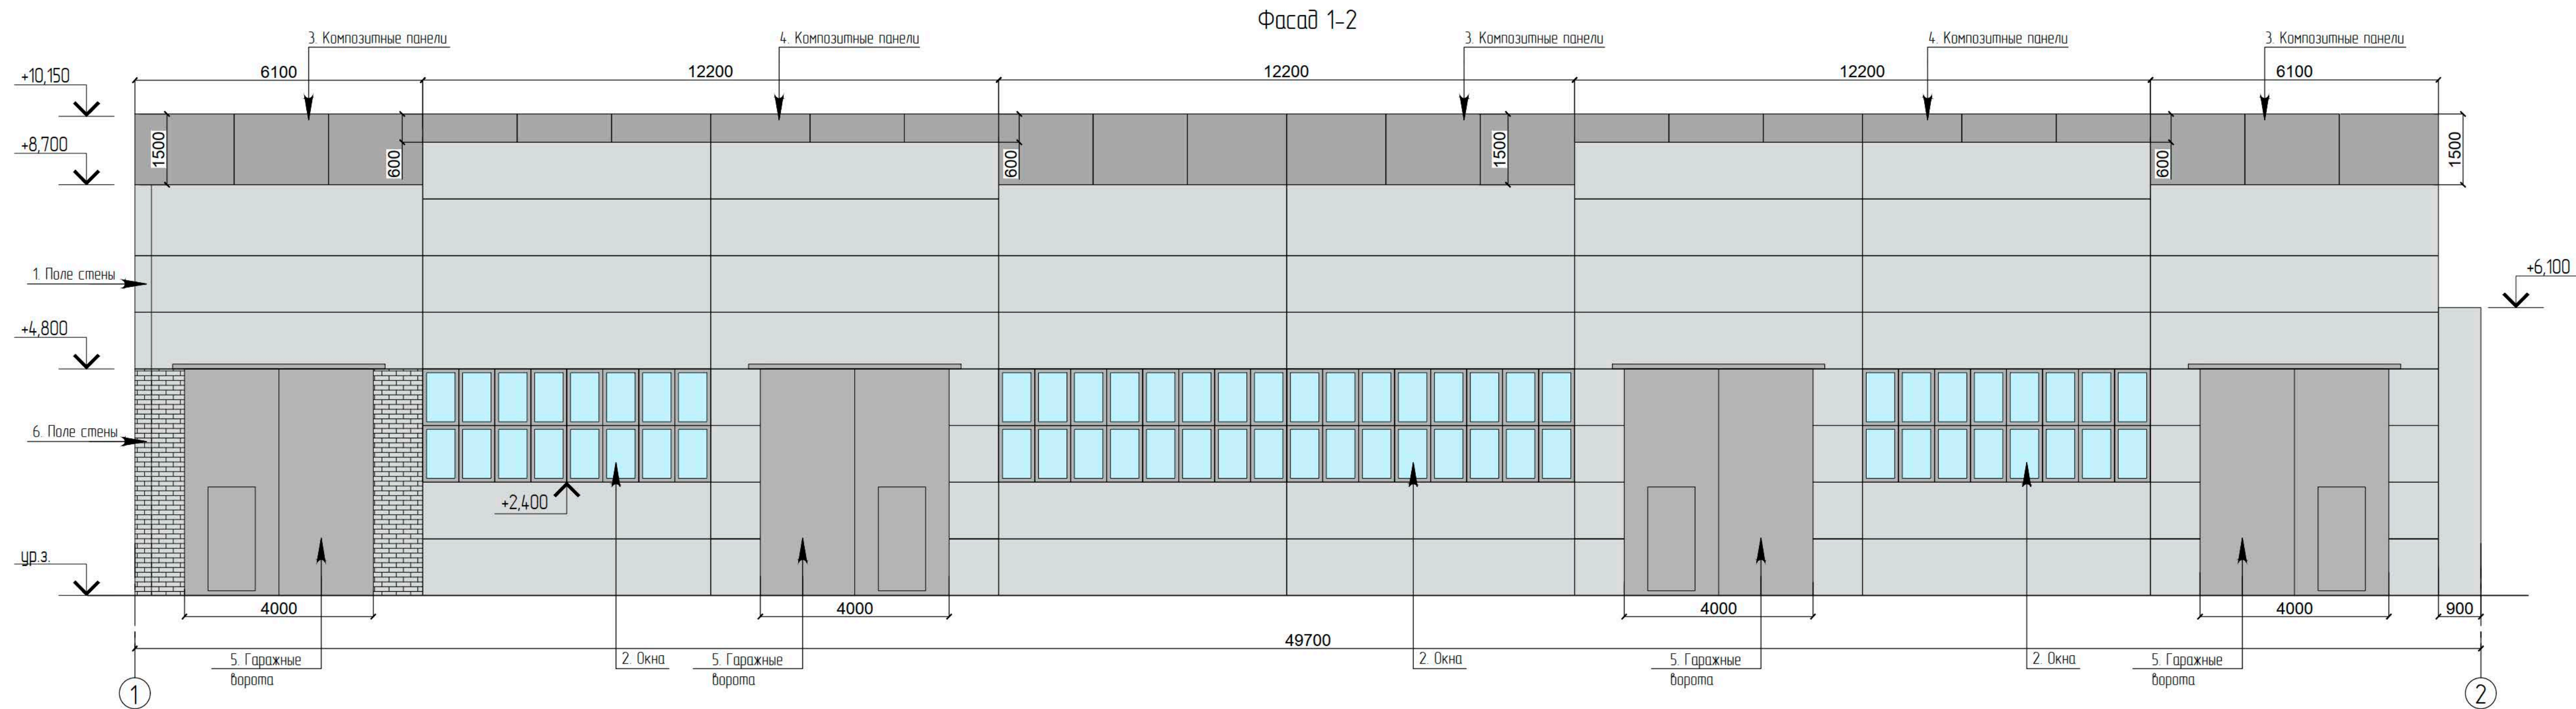 Фасад 1-2
3. Композитные панели
4. Композитные панели
3. Композитные панели
4. Композитные панели
3. Композитные панели
6100
12200
12200
12200
6100
+10,150
+8,700
1500
600
600
1500
600
1500
1. Поле стены
+6,100
+4,800
6. Поле стены
+2,400
ур.з.
4000
4000
4000
4000
900
49700
5. Гаражные
ворота
2. Окна
5. Гаражные
ворота
2. Окна
5. Гаражные
ворота
2. Окна
5. Гаражные
ворота
1
2